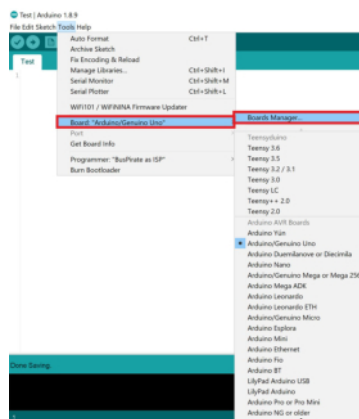 Test | Arduino 1.8.9
File Edit Sketch Tools Help
Test
1
Auto Format Ctrl+T
Archive Sketch
Fix Encoding & Reload
Manage Libraries... Ctrl+Shift+I
Serial Monitor Ctrl+Shift+M
Serial Plotter Ctrl+Shift+L
WiFi101 / WiFiNINA Firmware Updater
Board: "Arduino/Genuino Uno"
Port
Get Board Info
Programmer: "BusPirate as ISP"
Burn Bootloader
Boards Manager...
Teensyduino
Teensy 3.6
Teensy 3.5
Teensy 3.2 / 3.1
Teensy 3.0
Teensy LC
Teensy++ 2.0
Teensy 2.0
Arduino AVR Boards
Arduino Yún
Arduino/Genuino Uno
Arduino Duemilanove or Diecimila
Arduino Nano
Arduino/Genuino Mega or Mega 256
Arduino Mega ADK
Arduino Leonardo
Arduino Leonardo ETH
Arduino/Genuino Micro
Arduino Esplora
Arduino Mini
Arduino Ethernet
Arduino Fio
Arduino BT
LilyPad Arduino USB
LilyPad Arduino
Arduino Pro or Pro Mini
Arduino NG or older
Done Saving.
1